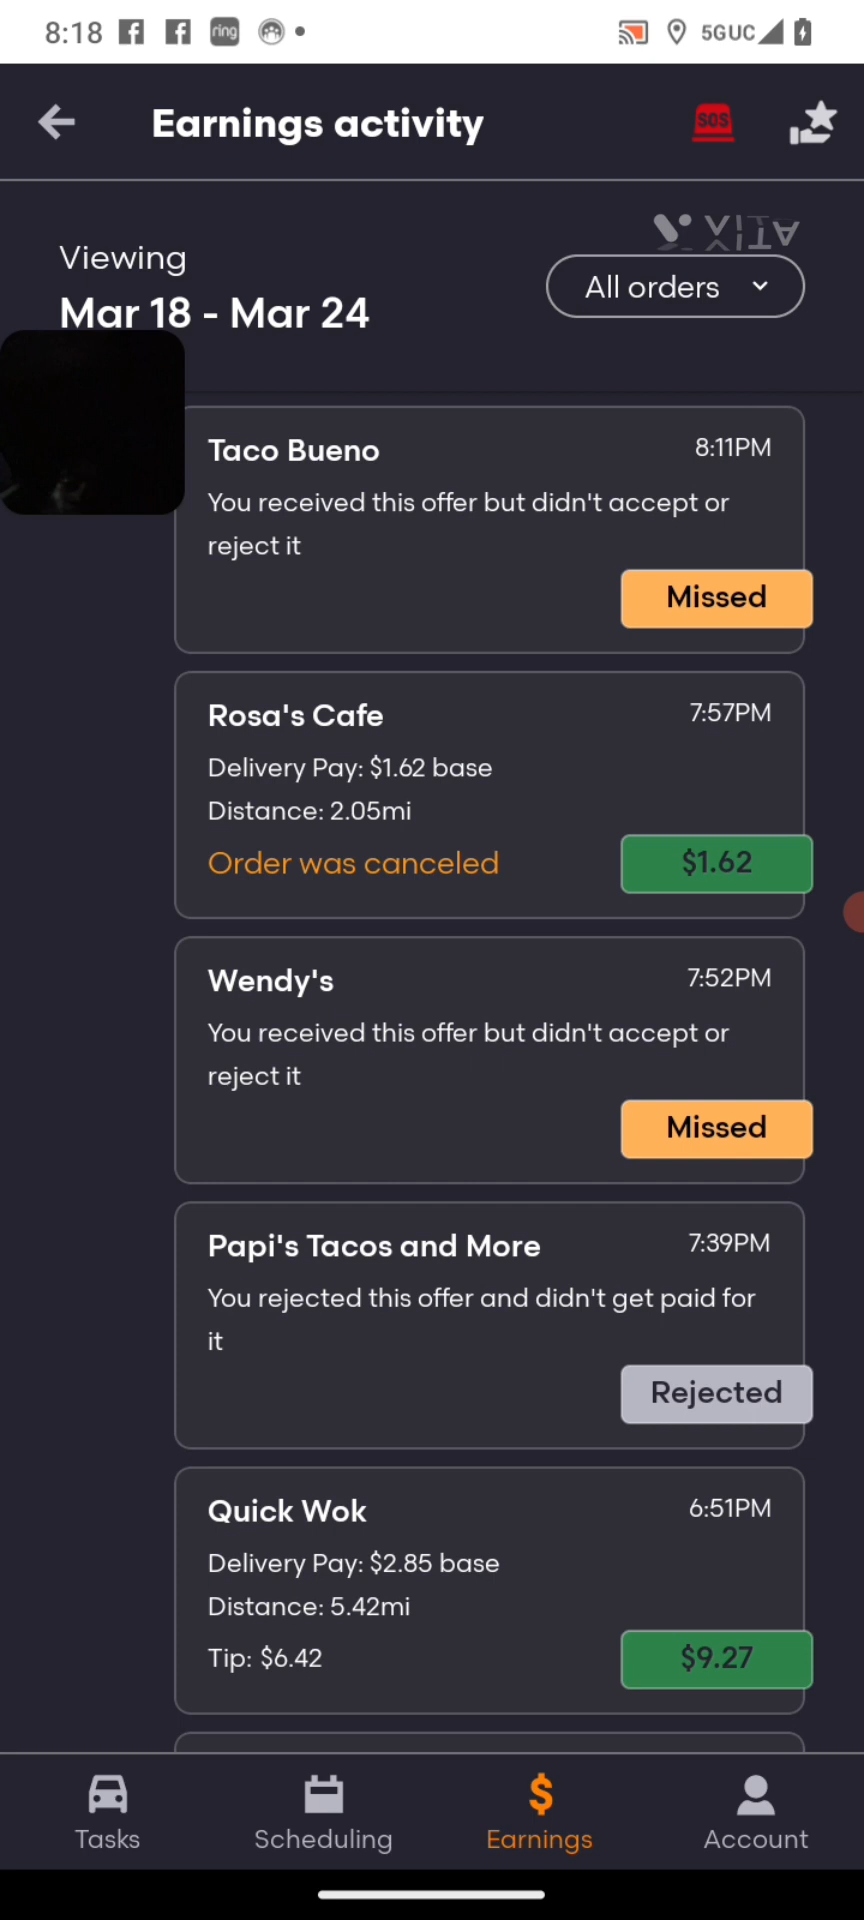 8:18
ring
5GUC
Earnings activity
SOS
Viewing
All orders
Mar 18 - Mar 24
Taco Bueno
8:11PM
You received this offer but didn't accept or
reject it
Missed
Rosa's Cafe
7:57PM
Delivery Pay: $1.62 base
Distance: 2.05mi
Order was canceled
$1.62
Wendy's
7:52PM
You received this offer but didn't accept or
reject it
Missed
Papi's Tacos and More
7:39PM
You rejected this offer and didn't get paid for
it
Rejected
Quick Wok
6:51PM
Delivery Pay: $2.85 base
Distance: 5.42mi
Tip: $6.42
$9.27
Tasks
Scheduling
Earnings
Account